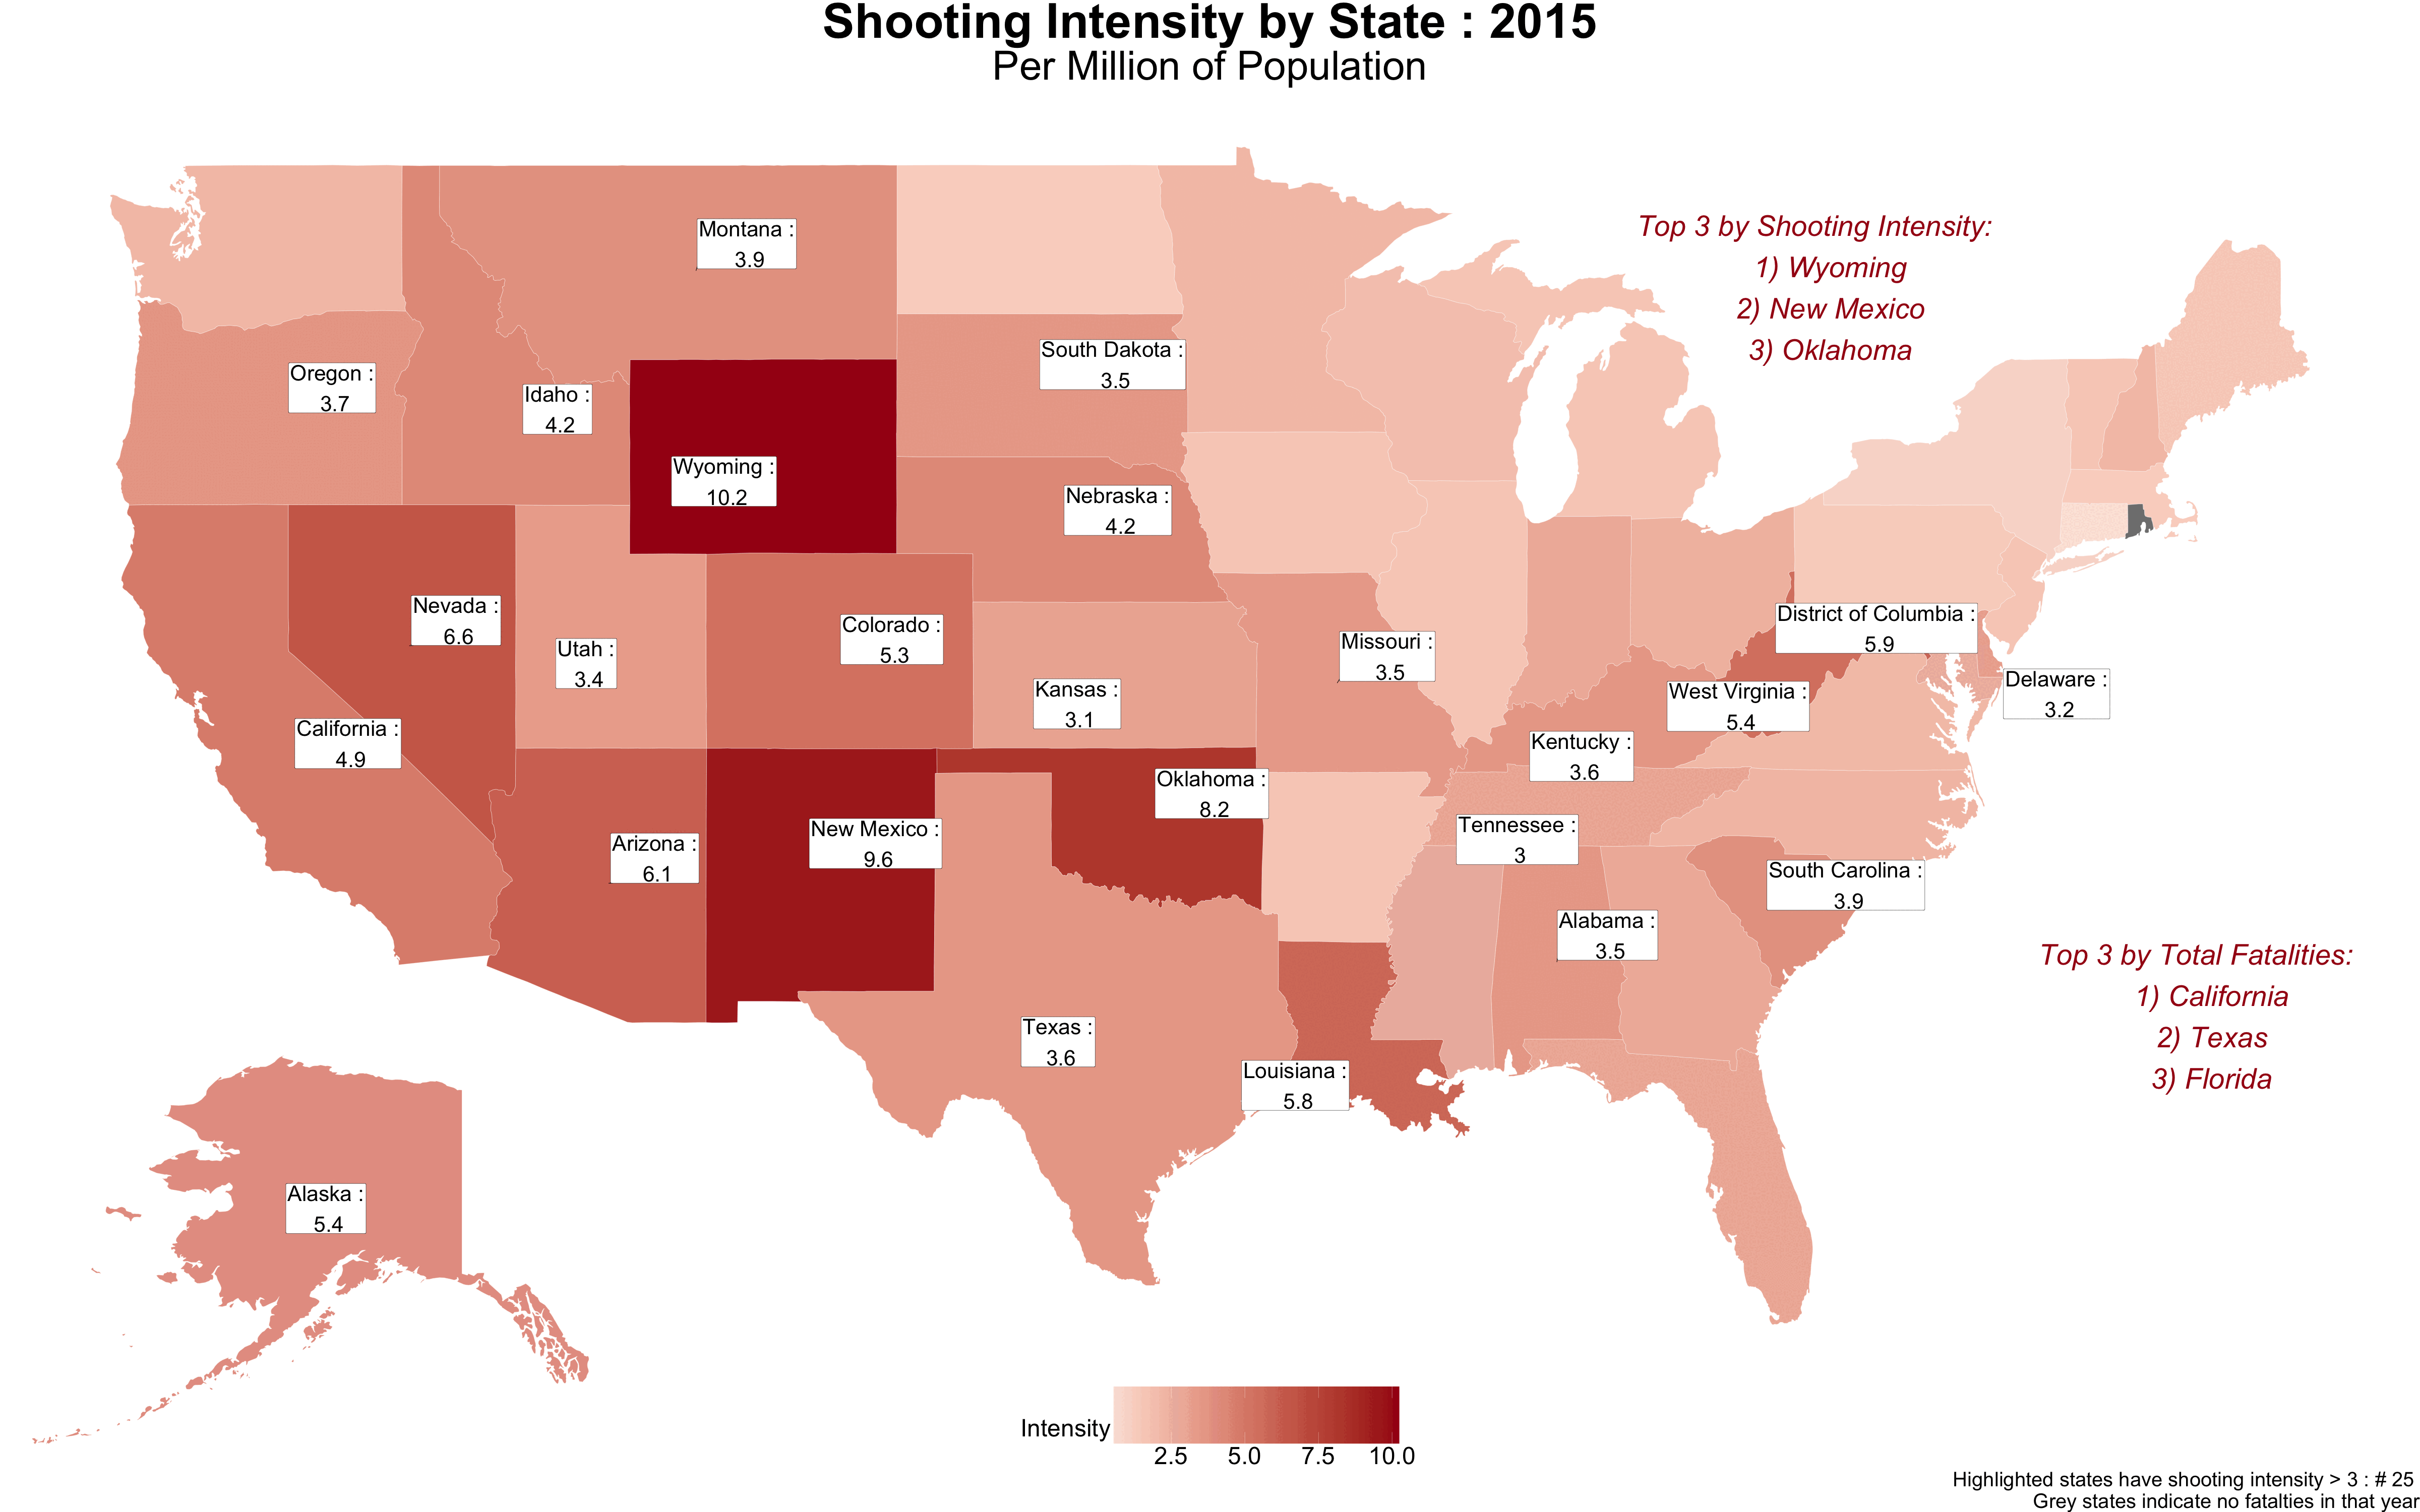 Shooting Intensity by State : 2015
Per Million of Population
Montana :
3.9
Top 3 by Shooting Intensity:
1) Wyoming
2) New Mexico
3) Oklahoma
South Dakota :
3.5
Oregon :
3.7
Idaho :
4.2
Wyoming :
10.2
Nebraska :
4.2
Nevada :
6.6
Utah :
3.4
Colorado :
5.3
Missouri :
3.5
District of Columbia :
5.9
Kansas :
3.1
West Virginia :
5.4
Delaware :
3.2
California :
4.9
Kentucky :
3.6
Oklahoma :
8.2
Arizona :
6.1
New Mexico :
9.6
Tennessee :
3
South Carolina :
3.9
Alabama :
3.5
Top 3 by Total Fatalities:
1) California
2) Texas
3) Florida
Texas :
3.6
Louisiana :
5.8
Alaska :
5.4
Intensity
2.5 5.0 7.5 10.0
Highlighted states have shooting intensity > 3 : # 25
Grey states indicate no fatalties in that year